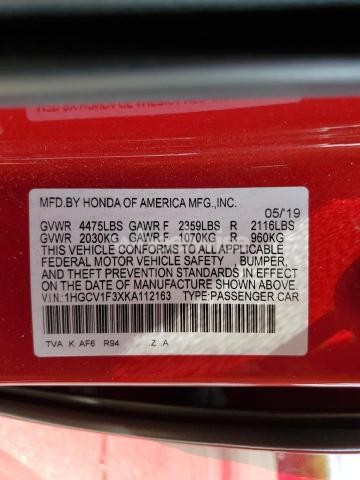 MFD.BY HONDA OF AMERICA MFG.,INC.
05/'19
GVWR 4475LBS GAWR F 2359LBS R 2116LBS
GVWR 2030KG GAWR F 1070KG R 960KG
THIS VEHICLE CONFORMS TO ALL APPLICABLE
FEDERAL MOTOR VEHICLE SAFETY , BUMPER,
AND THEFT PREVENTION STANDARDS IN EFFECT
ON THE DATE OF MANUFACTURE SHOWN ABOVE.
V.I.N.:1HGCV1F3XKA112163 TYPE:PASSENGER CAR
TVA K AF6 R94 .Z .A